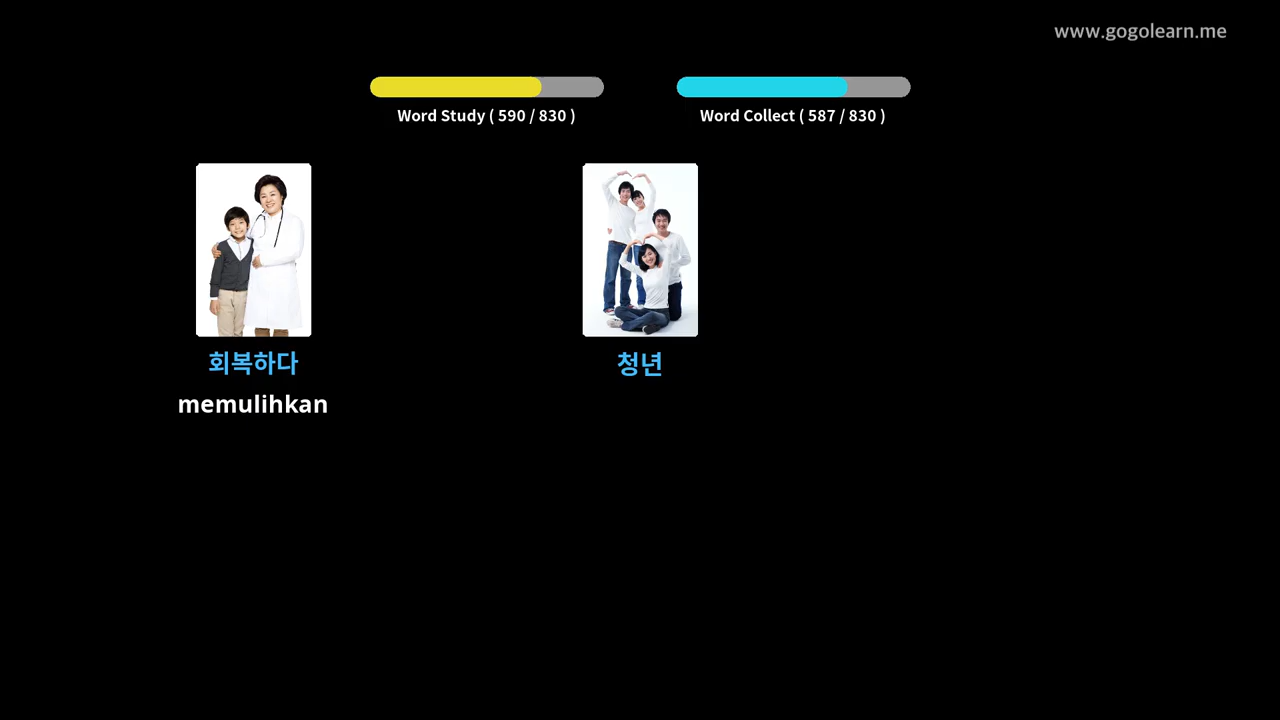 www.gogolearn.me
Word Study ( 590 / 830 )
Word Collect ( 587 / 830 )
회복하다
memulihkan
청년